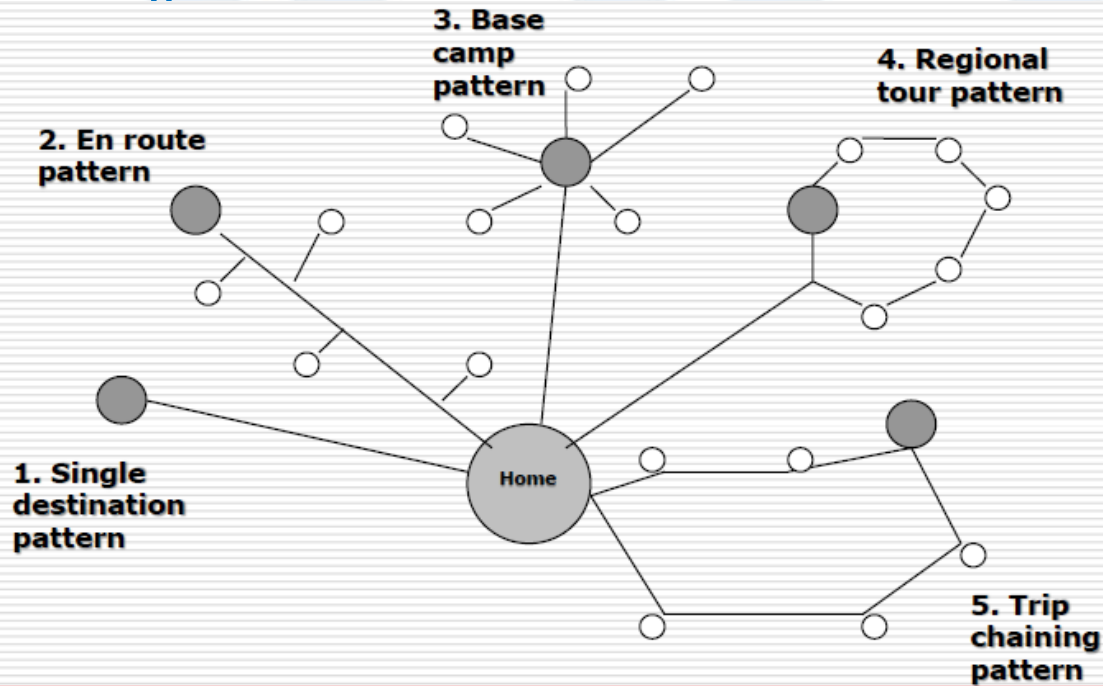 3. Base
camp
pattern
4. Regional
tour pattern
2. En route
pattern
Home
1. Single
destination
pattern
5. Trip
chaining
pattern